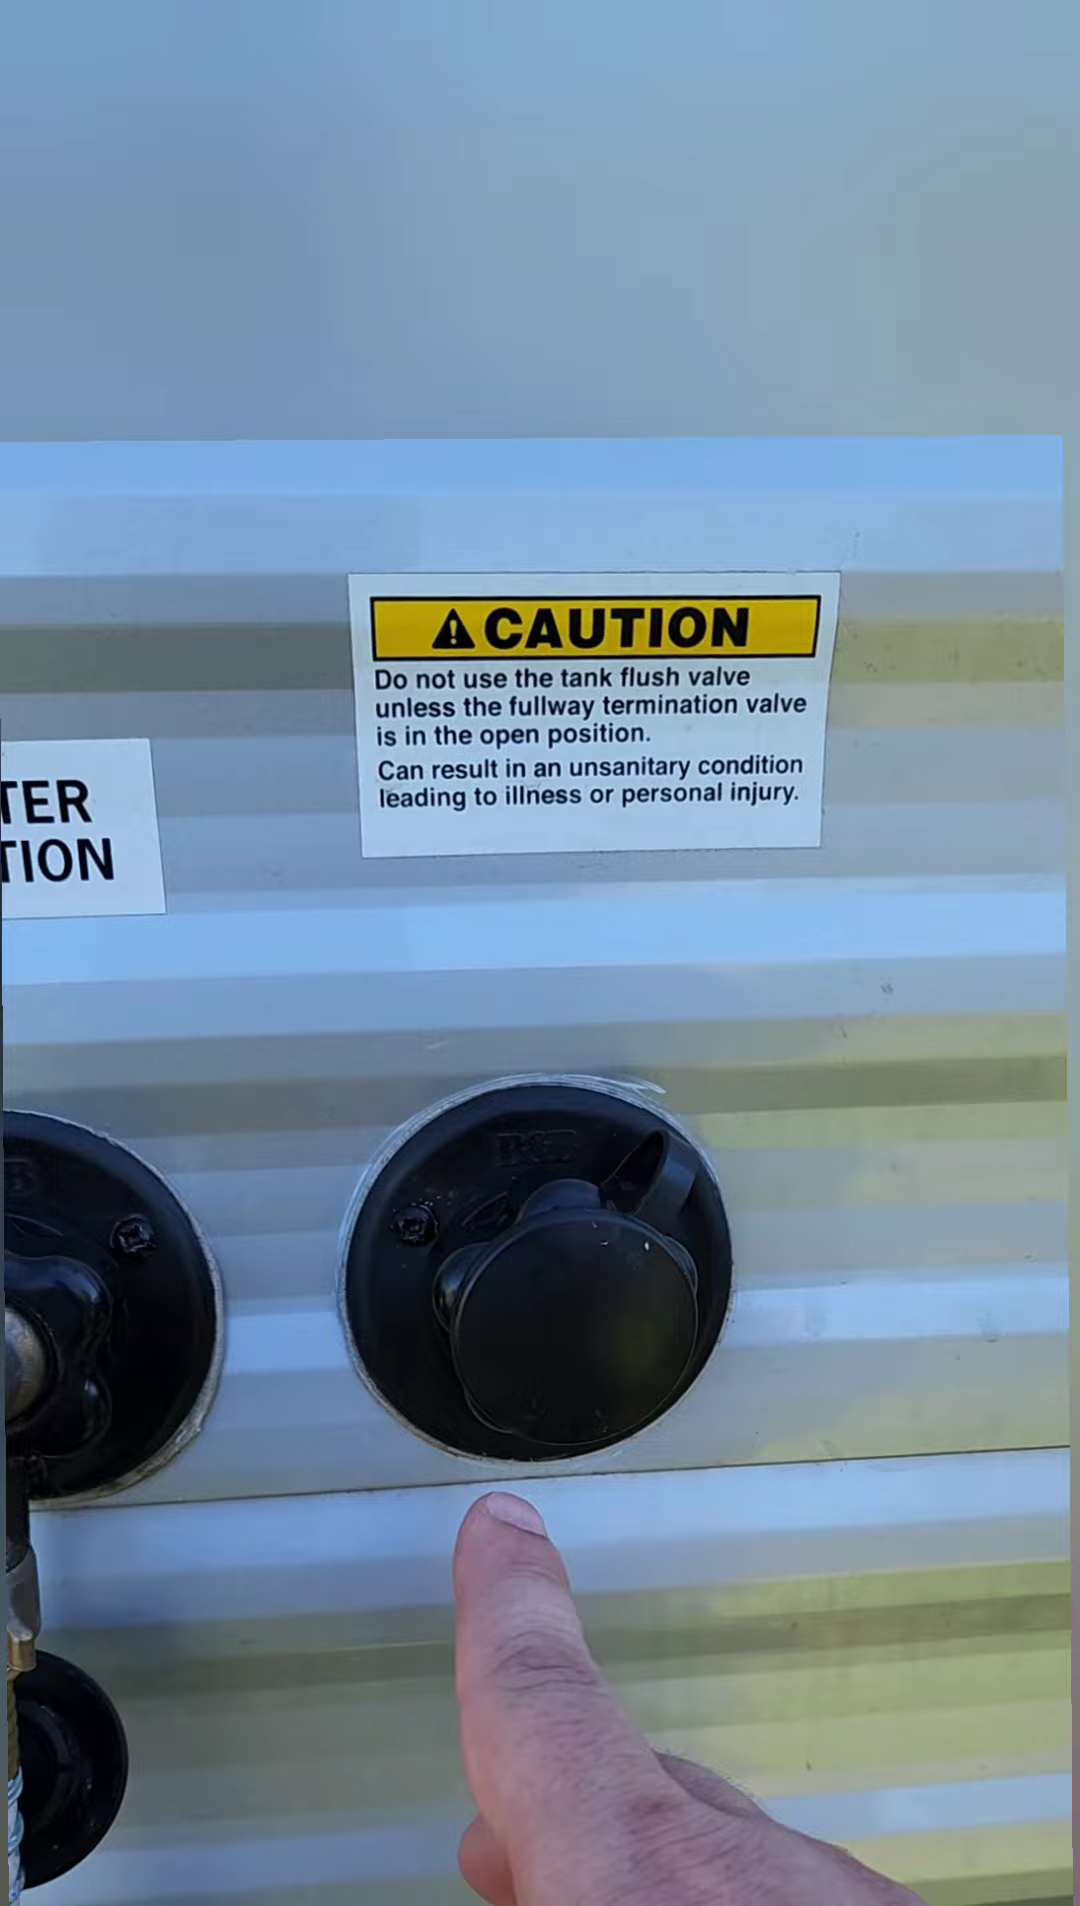 CAUTION
Do not use the tank flush valve
unless the fullway termination valve
is in the open position.
Can result in an unsanitary condition
leading to illness or personal injury.
TER
TION